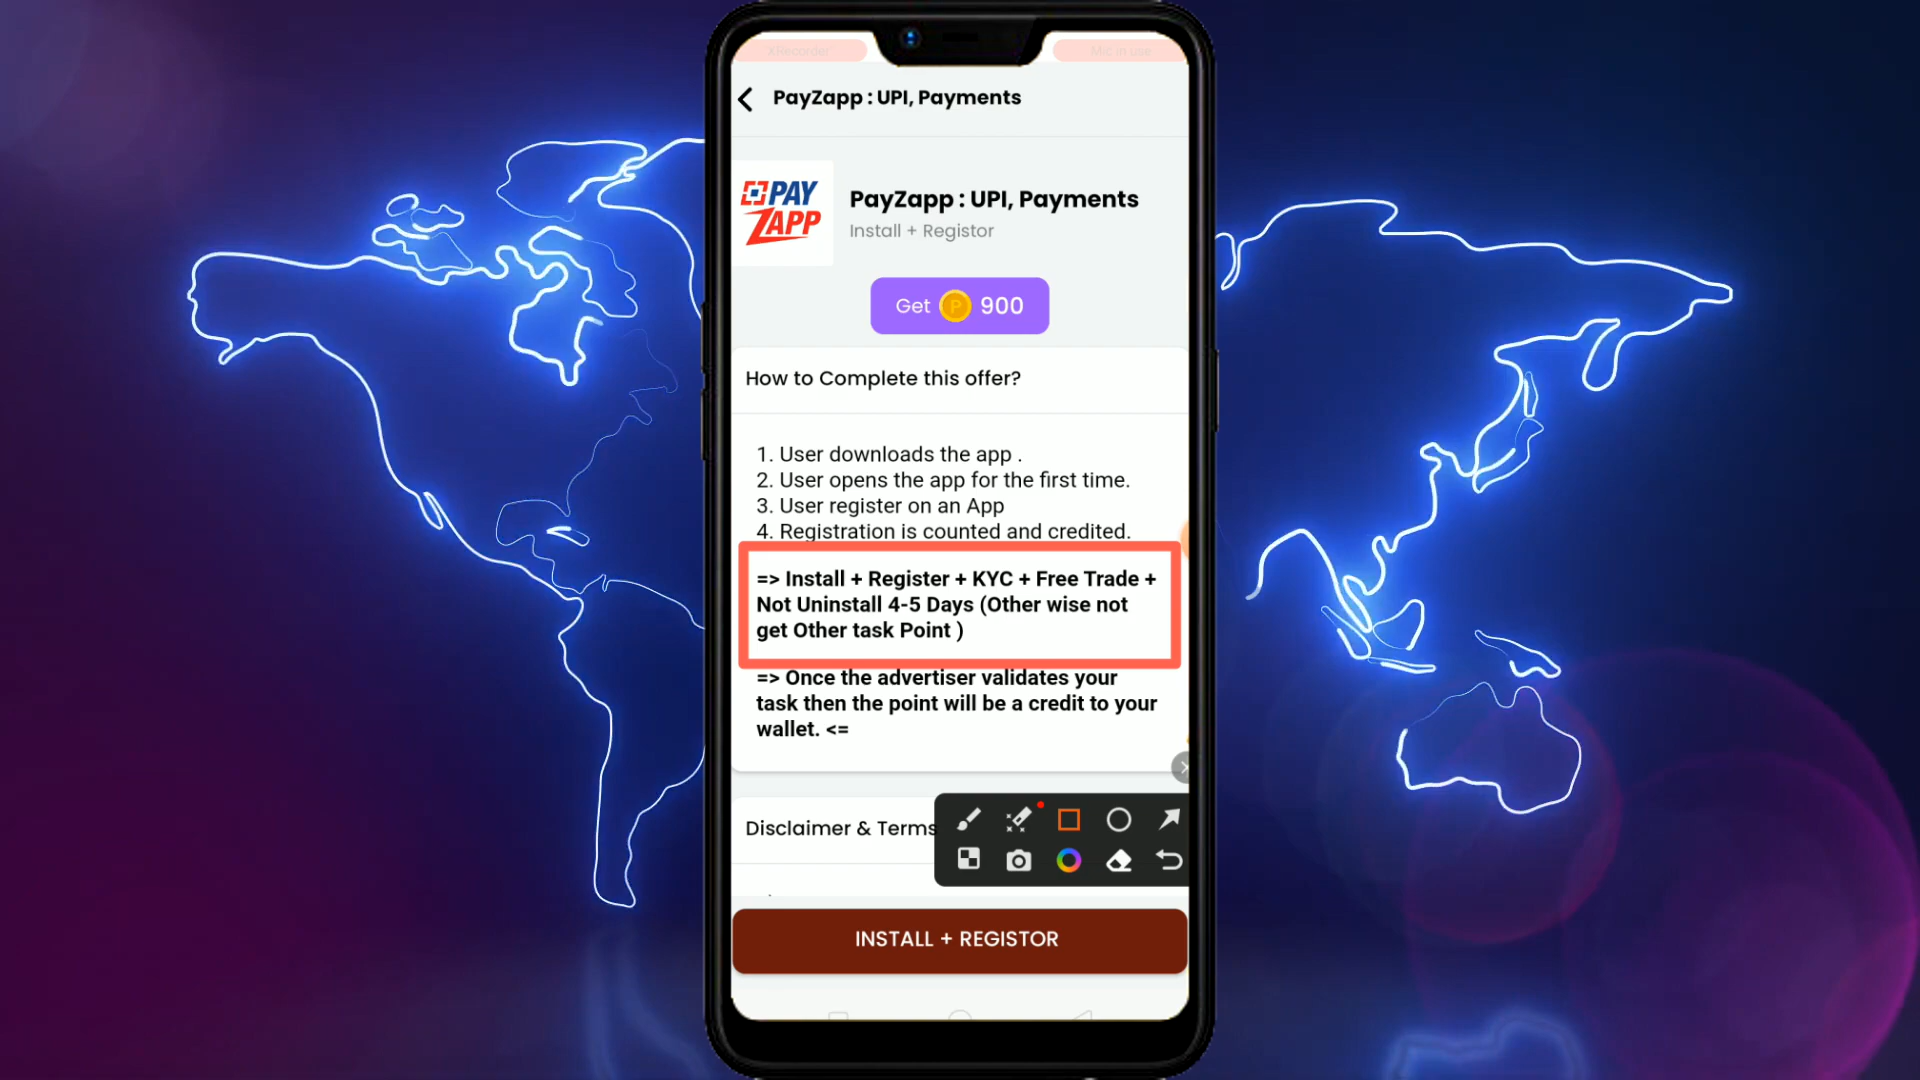 XRecorder
Mic in use
PayZapp : UPI, Payments
PAY
ZAPP
PayZapp : UPI, Payments
Install + Registor
Get P 900
How to Complete this offer?
1. User downloads the app .
2. User opens the app for the first time.
3. User register on an App
4. Registration is counted and credited.
=> Install + Register + KYC + Free Trade +
Not Uninstall 4-5 Days (Other wise not
get Other task Point )
=> Once the advertiser validates your
task then the point will be a credit to your
wallet. <=
Disclaimer & Terms
INSTALL + REGISTOR